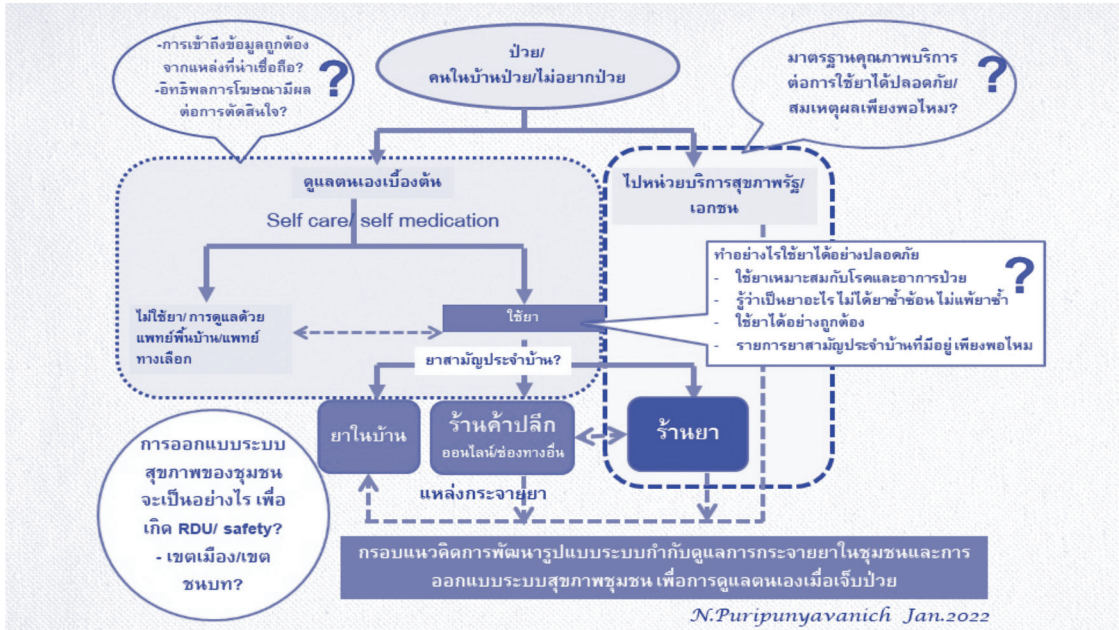 -การเข้าถึงข้อมูลถูกต้อง
จากแหล่งที่น่าเชื่อถือ?
-อิทธิพลการโฆษณามีผล
ต่อการตัดสินใจ?
?
ป่วย/
คนในบ้านป่วย/ไม่อยากป่วย
มาตรฐานคุณภาพบริการ
ต่อการใช้ยาได้ปลอดภัย/
สมเหตุผลเพียงพอไหม?
?
ดูแลตนเองเบื้องต้น
Self care/ self medication
ไปหน่วยบริการสุขภาพรัฐ/
เอกชน
ทำอย่างไรใช้ยาได้อย่างปลอดภัย
- ใช้ยาเหมาะสมกับโรคและอาการป่วย
- รู้ว่าเป็นยาอะไร ไม่ได้ยาซ้ำซ้อน ไม่แพ้ยาซ้ำ
- ใช้ยาได้อย่างถูกต้อง
- รายการยาสามัญประจำบ้านที่มีอยู่ เพียงพอไหม
?
ไม่ใช้ยา/ การดูแลด้วย
แพทย์พื้นบ้าน/แพทย์
ทางเลือก
ใช้ยา
ยาสามัญประจำบ้าน?
ยาในบ้าน
ร้านค้าปลีก
ออนไลน์/ช่องทางอื่น
ร้านยา
แหล่งกระจายยา
การออกแบบระบบ
สุขภาพของชุมชน
จะเป็นอย่างไร เพื่อ
เกิด RDU/ safety?
- เขตเมือง/เขต
ชนบท?
กรอบแนวคิดการพัฒนารูปแบบระบบกำกับดูแลการกระจายยาในชุมชนและการ
ออกแบบระบบสุขภาพชุมชน เพื่อการดูแลตนเองเมื่อเจ็บป่วย
N.Puripunyavanich Jan.2022